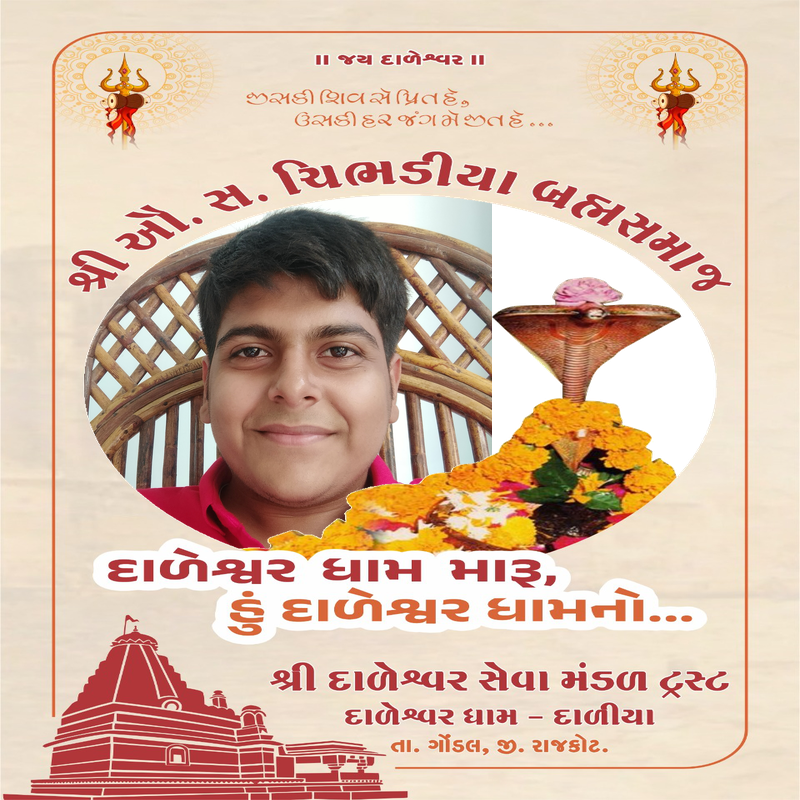 ॥ જય દાળેશ્વર ॥
જીસકી શિવ સે પ્રિત હે,
ઉસકી હર જંગ મેં જીત હે...
શ્રી ઔ. સ. ચિભડીયા બ્રહ્મસમાજ
દાળેશ્વર ધામ મારૂ,
હું દાળેશ્વર ધામનો...
શ્રી દાળેશ્વર સેવા મંડળ ટ્રસ્ટ
દાળેશ્વર ધામ – દાળીયા
તા. ગોંડલ, જી. રાજકોટ.